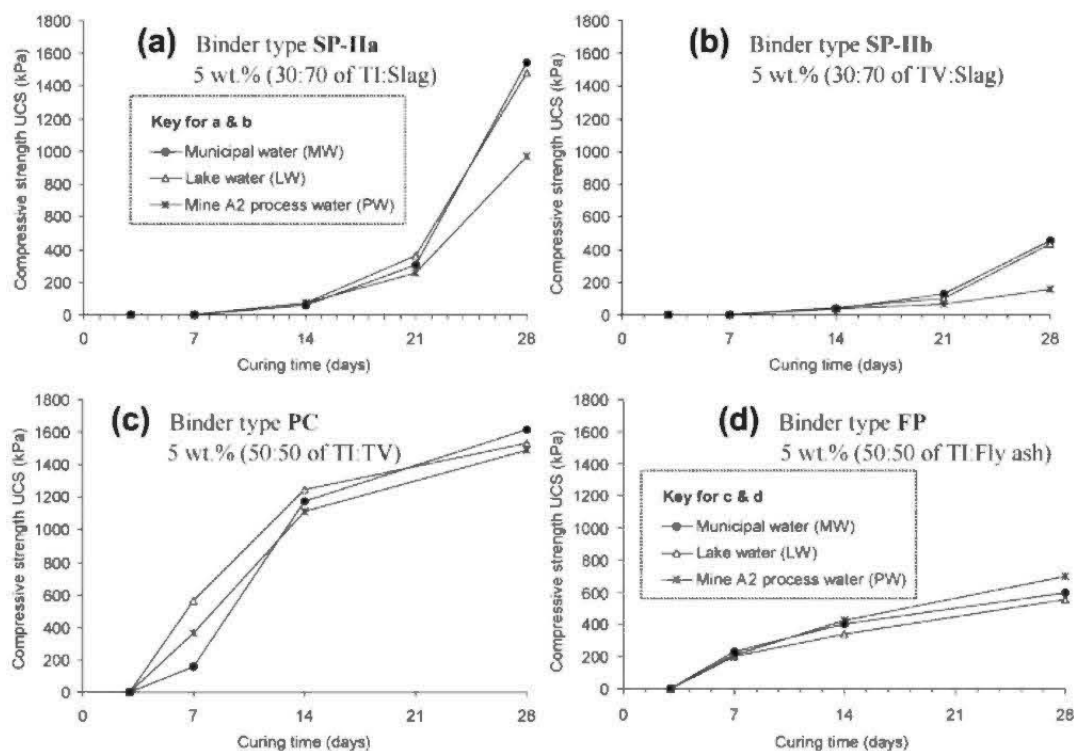 (a) Binder type SP-IIa
5 wt.% (30:70 of TI:Slag)
Key for a & b
Municipal water (MW)
Lake water (LW)
Mine A2 process water (PW)
Compressive strength UCS (kPa)
1800
1600
1400
1200
1000
800
600
400
200
0
0 7 14 21 28
Curing time (days)
(b) Binder type SP-IIb
5 wt.% (30:70 of TV:Slag)
Compressive strength UCS (kPa)
1800
1600
1400
1200
1000
800
600
400
200
0
0 7 14 21 28
Curing time (days)
(c) Binder type PC
5 wt.% (50:50 of TI:TV)
Compressive strength UCS (kPa)
1800
1600
1400
1200
1000
800
600
400
200
0
0 7 14 21 28
Curing time (days)
(d) Binder type FP
5 wt.% (50:50 of TI:Fly ash)
Key for c & d
Municipal water (MW)
Lake water (LW)
Mine A2 process water (PW)
Compressive strength UCS (kPa)
1800
1600
1400
1200
1000
800
600
400
200
0
0 7 14 21 28
Curing time (days)